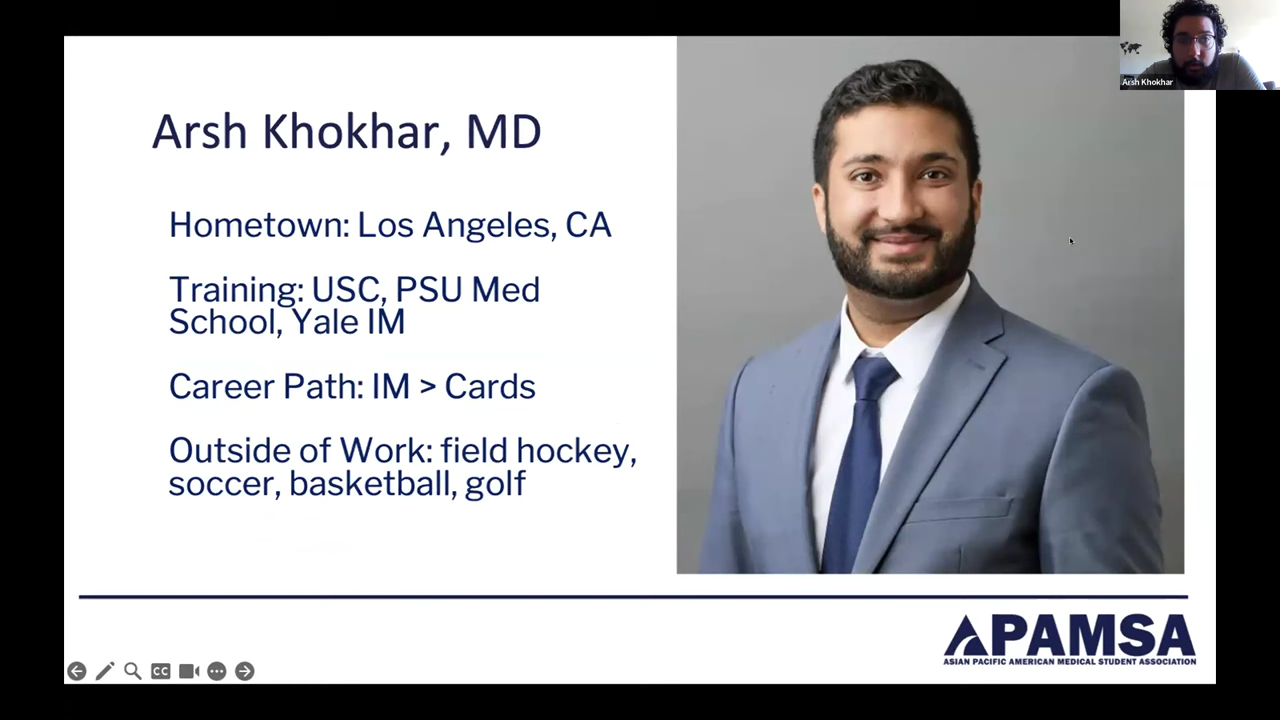 Arsh Khokhar
Arsh Khokhar, MD
Hometown: Los Angeles, CA
Training: USC, PSU Med
School, Yale IM
Career Path: IM > Cards
Outside of Work: field hockey,
soccer, basketball, golf
APAMSA
ASIAN PACIFIC AMERICAN MEDICAL STUDENT ASSOCIATION
CC